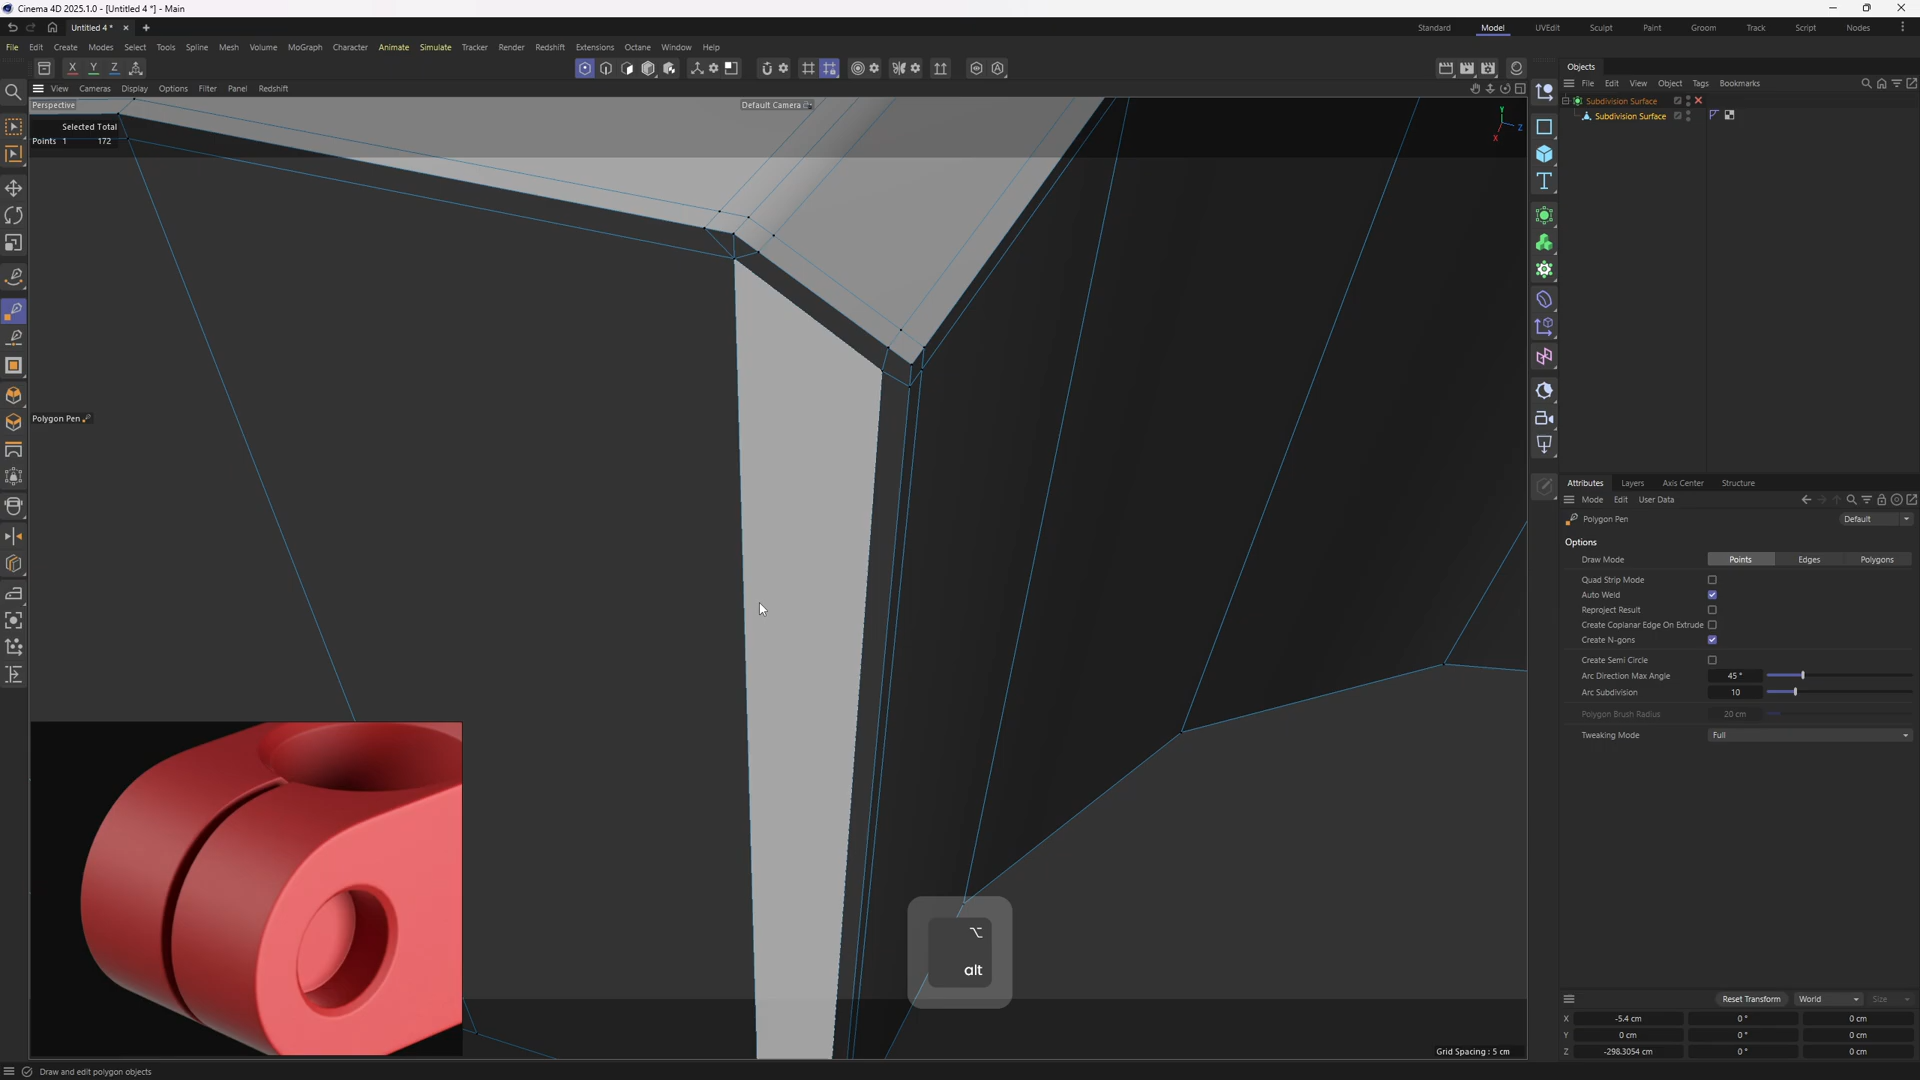 Cinema 4D 2025.1.0 - [Untitled 4 *] - Main
Untitled 4 *
Standard Model UVEdit Sculpt Paint Groom Track Script Nodes
File Edit Create Modes Select Tools Spline Mesh Volume MoGraph Character Animate Simulate Tracker Render Redshift Extensions Octane Window Help
X Y Z
Objects
View Cameras Display Options Filter Panel Redshift
File Edit View Object Tags Bookmarks
Perspective
Default Camera
Subdivision Surface
Subdivision Surface
Selected Total
Points 1 172
Y
Z
X
Polygon Pen
Attributes Layers Axis Center Structure
Mode Edit User Data
Polygon Pen
Default
Options
Draw Mode Points Edges Polygons
Quad Strip Mode
Auto Weld
Reproject Result
Create Coplanar Edge On Extrude
Create N-gons
Create Semi Circle
Arc Direction Max Angle 45 °
Arc Subdivision 10
Polygon Brush Radius 20 cm
Tweaking Mode Full
⌥
alt
Reset Transform World Size
X -5.4 cm 0 ° 0 cm
Y 0 cm 0 ° 0 cm
Z -298.3054 cm 0 ° 0 cm
Grid Spacing : 5 cm
Draw and edit polygon objects